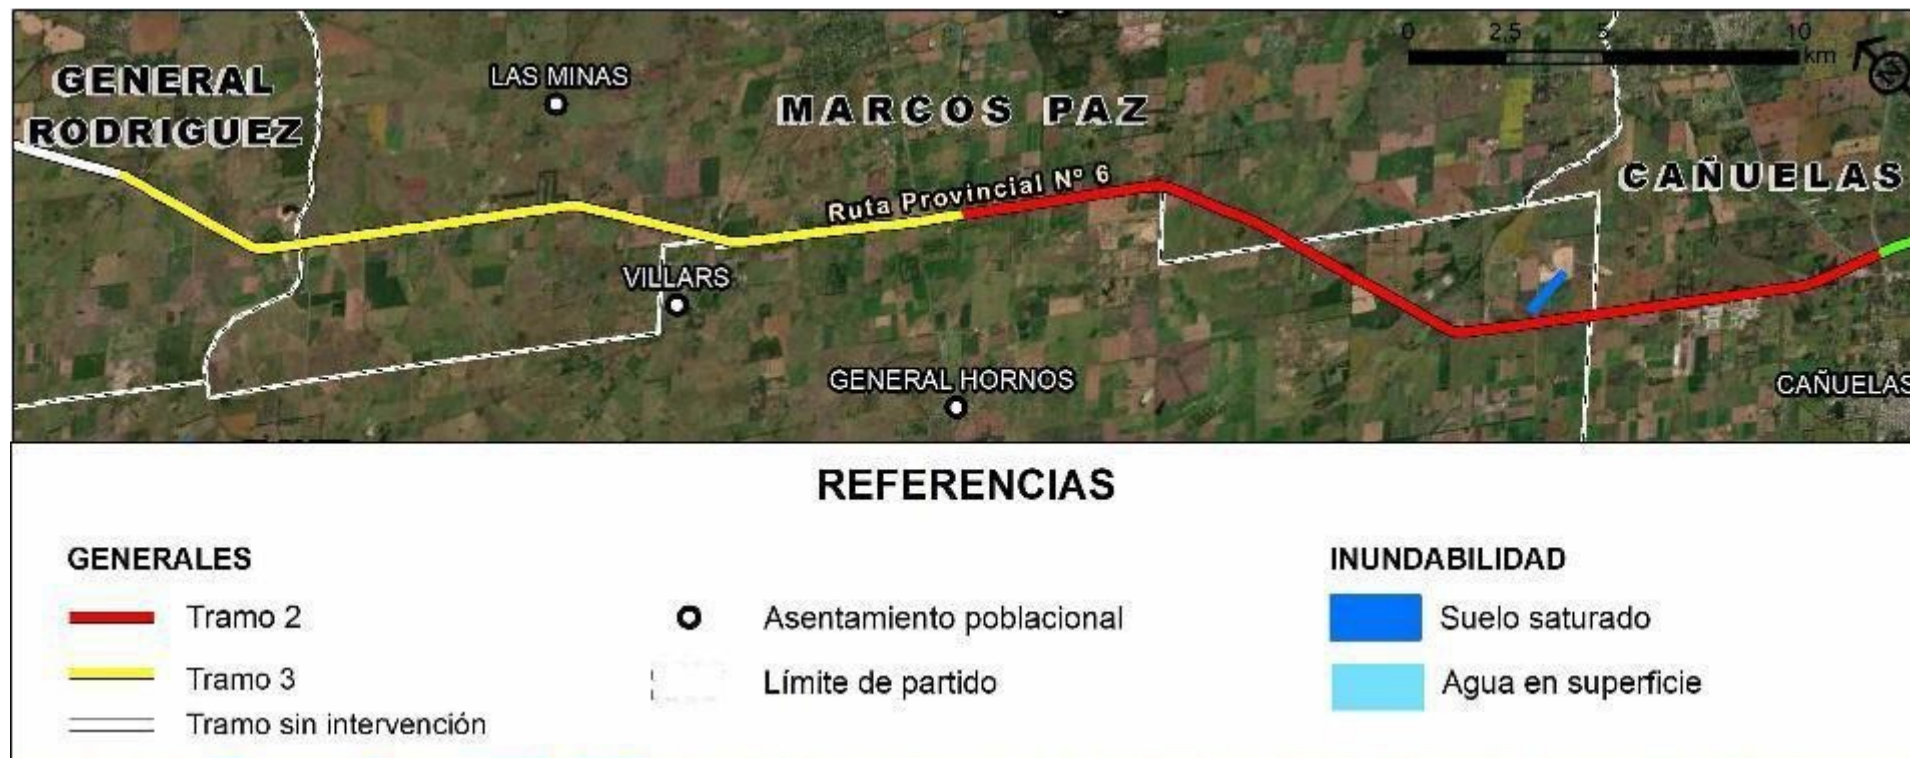 0 2,5 5 10
km
N
GENERAL
RODRIGUEZ
LAS MINAS
MARCOS PAZ
CAÑUELAS
Ruta Provincial Nº 6
VILLARS
GENERAL HORNOS
CAÑUELAS
REFERENCIAS
GENERALES
Tramo 2
Tramo 3
Tramo sin intervención
Asentamiento poblacional
Límite de partido
INUNDABILIDAD
Suelo saturado
Agua en superficie